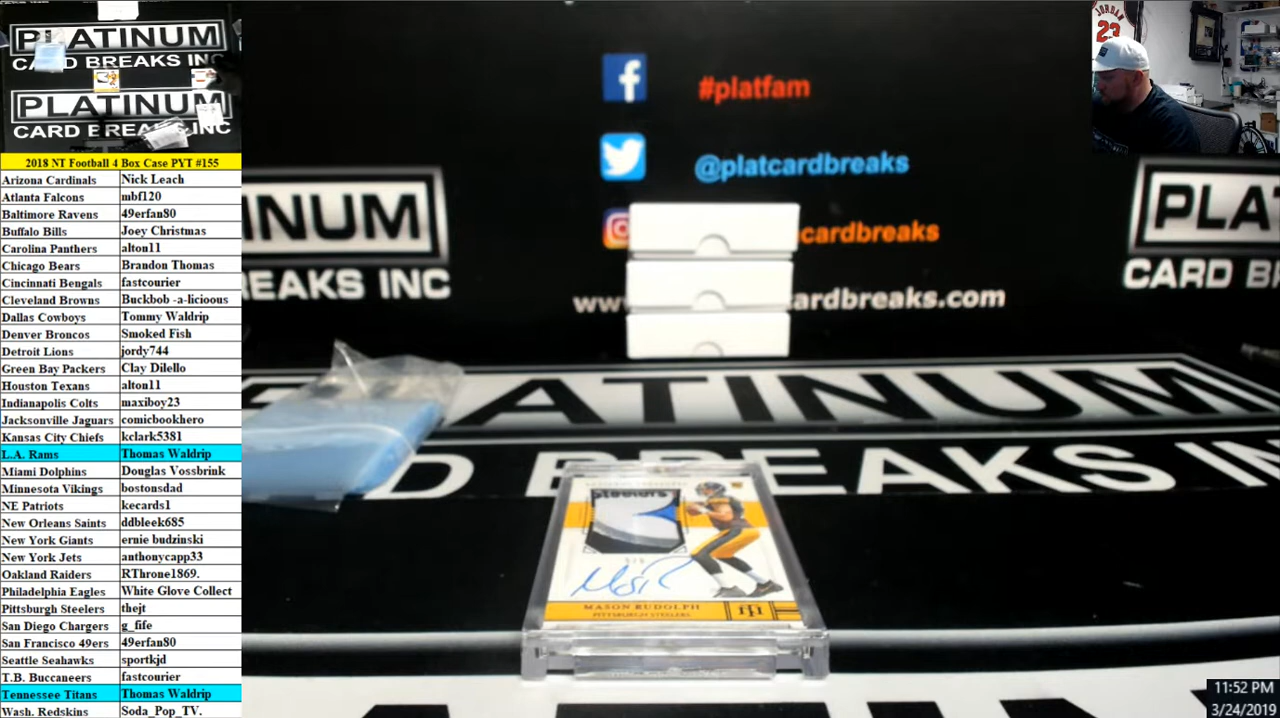 PLATINUM
CARD BREAKS INC
PLATINUM
CARD BREAKS INC
2018 NT Football 4 Box Case PYT #155
Arizona Cardinals Nick Leach
Atlanta Falcons mbf120
Baltimore Ravens 49erfan80
Buffalo Bills Joey Christmas
Carolina Panthers alton11
Chicago Bears Brandon Thomas
Cincinnati Bengals fastcourier
Cleveland Browns Buckbob -a-licioous
Dallas Cowboys Tommy Waldrip
Denver Broncos Smoked Fish
Detroit Lions jordy744
Green Bay Packers Clay Dilello
Houston Texans alton11
Indianapolis Colts maxiboy23
Jacksonville Jaguars comicbookhero
Kansas City Chiefs kclark5381
L.A. Rams Thomas Waldrip
Miami Dolphins Douglas Vossbrink
Minnesota Vikings bostonsdad
NE Patriots kecards1
New Orleans Saints ddbleek685
New York Giants ernie budzinski
New York Jets anthonycapp33
Oakland Raiders RThrone1869.
Philadelphia Eagles White Glove Collect
Pittsburgh Steelers thejt
San Diego Chargers g_fife
San Francisco 49ers 49erfan80
Seattle Seahawks sportkjd
T.B. Buccaneers fastcourier
Tennessee Titans Thomas Waldrip
Wash. Redskins Soda_Pop_TV.
f #platfam
@platcardbreaks
cardbreaks
ww ardbreaks.com
INUM
EAKS INC
PLAT
CARD B
JORDAN
23
PLATINUM
D BREAKS IN
MASON RUDOLPH
PITTSBURGH STEELERS
11:52 PM
3/24/2019